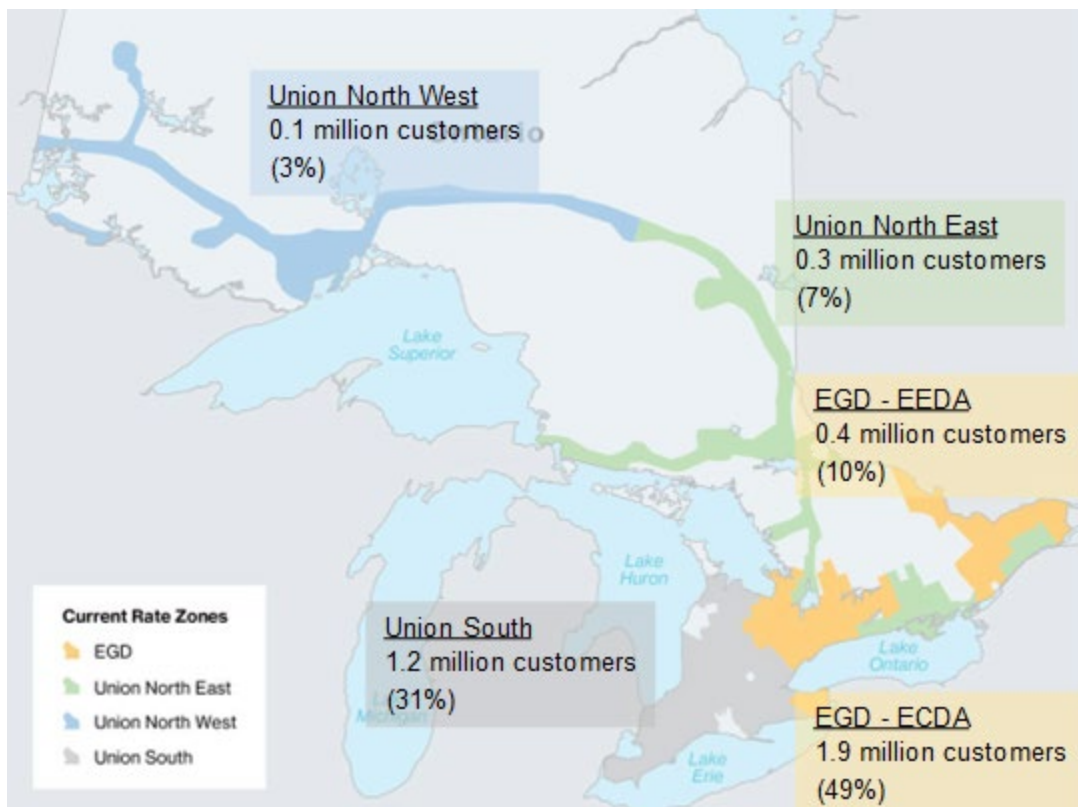 Union North West
0.1 million customers
(3%)
Ontario
Union North East
0.3 million customers
(7%)
Lake
Superior
EGD - EEDA
0.4 million customers
(10%)
Lake
Huron
Current Rate Zones
EGD
Union North East
Union North West
Union South
Union South
1.2 million customers
(31%)
Michigan
Lake
Ontario
Lake
Erie
EGD - ECDA
1.9 million customers
(49%)